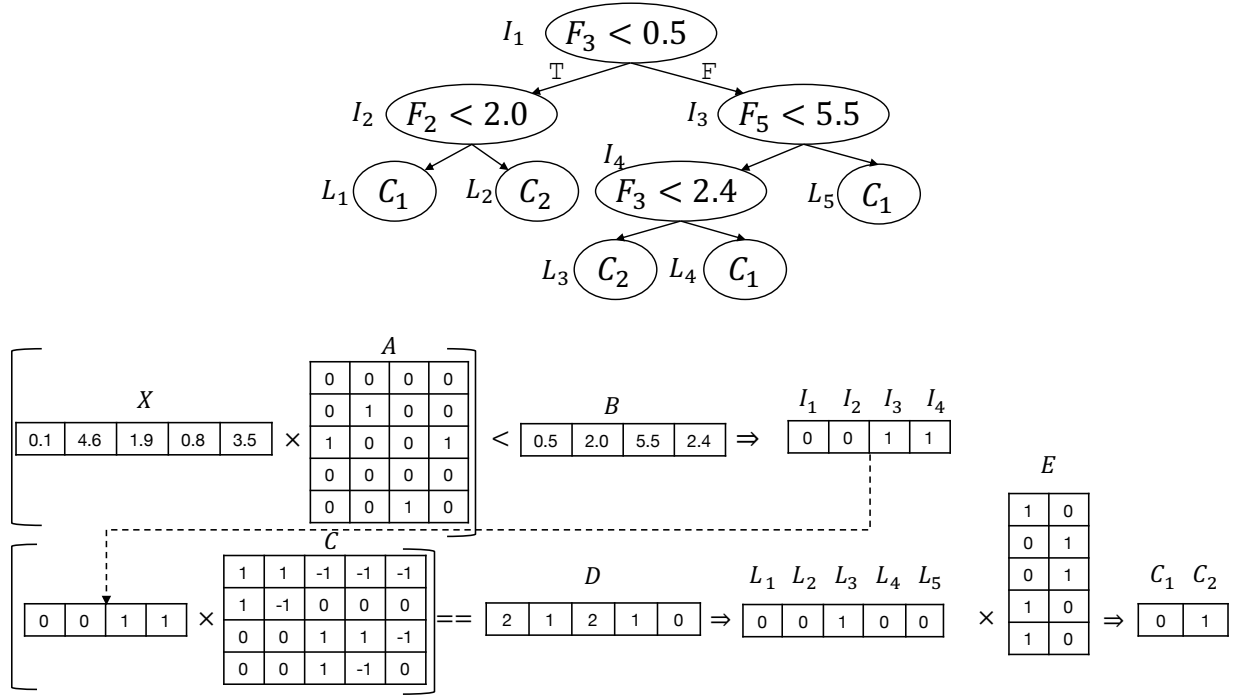 I₁ F₃ < 0.5
T F
I₂ F₂ < 2.0 I₃ F₅ < 5.5
L₁ C₁ L₂ C₂ I₄ F₃ < 2.4 L₅ C₁
L₃ C₂ L₄ C₁
A
X
0.1 4.6 1.9 0.8 3.5
×
0 0 0 0
0 1 0 0
1 0 0 1
0 0 0 0
0 0 1 0
<
B
0.5 2.0 5.5 2.4
⇒
I₁ I₂ I₃ I₄
0 0 1 1
0 0 1 1
×
C
1 1 -1 -1 -1
1 -1 0 0 0
0 0 1 1 -1
0 0 1 -1 0
==
D
2 1 2 1 0
⇒
L₁ L₂ L₃ L₄ L₅
0 0 1 0 0
×
E
1 0
0 1
0 1
1 0
1 0
⇒
C₁ C₂
0 1